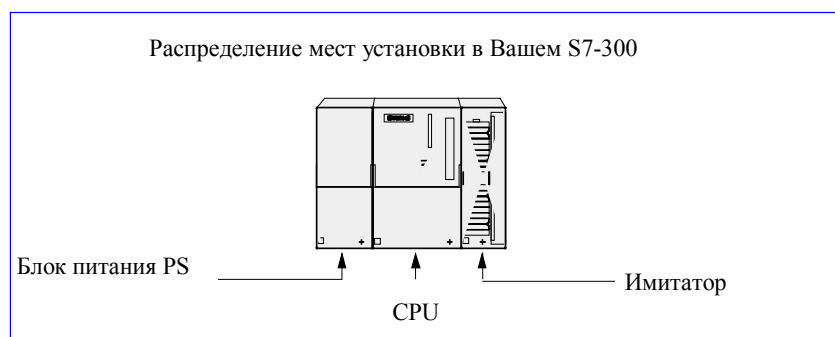 Распределение мест установки в Вашем S7-300
Блок питания PS
Имитатор
CPU